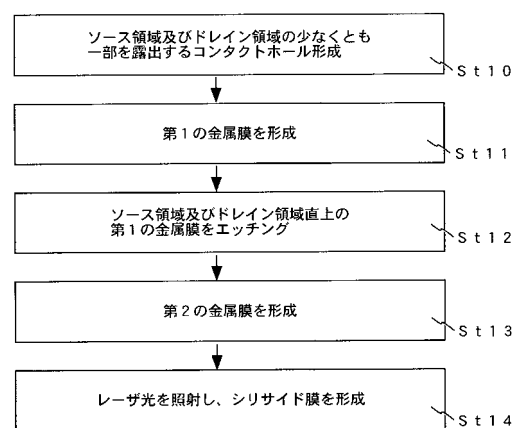 ソース領域及びドレイン領域の少なくとも
一部を露出するコンタクトホール形成
St10
第1の金属膜を形成
St11
ソース領域及びドレイン領域直上の
第1の金属膜をエッチング
St12
第2の金属膜を形成
St13
レーザ光を照射し、シリサイド膜を形成
St14